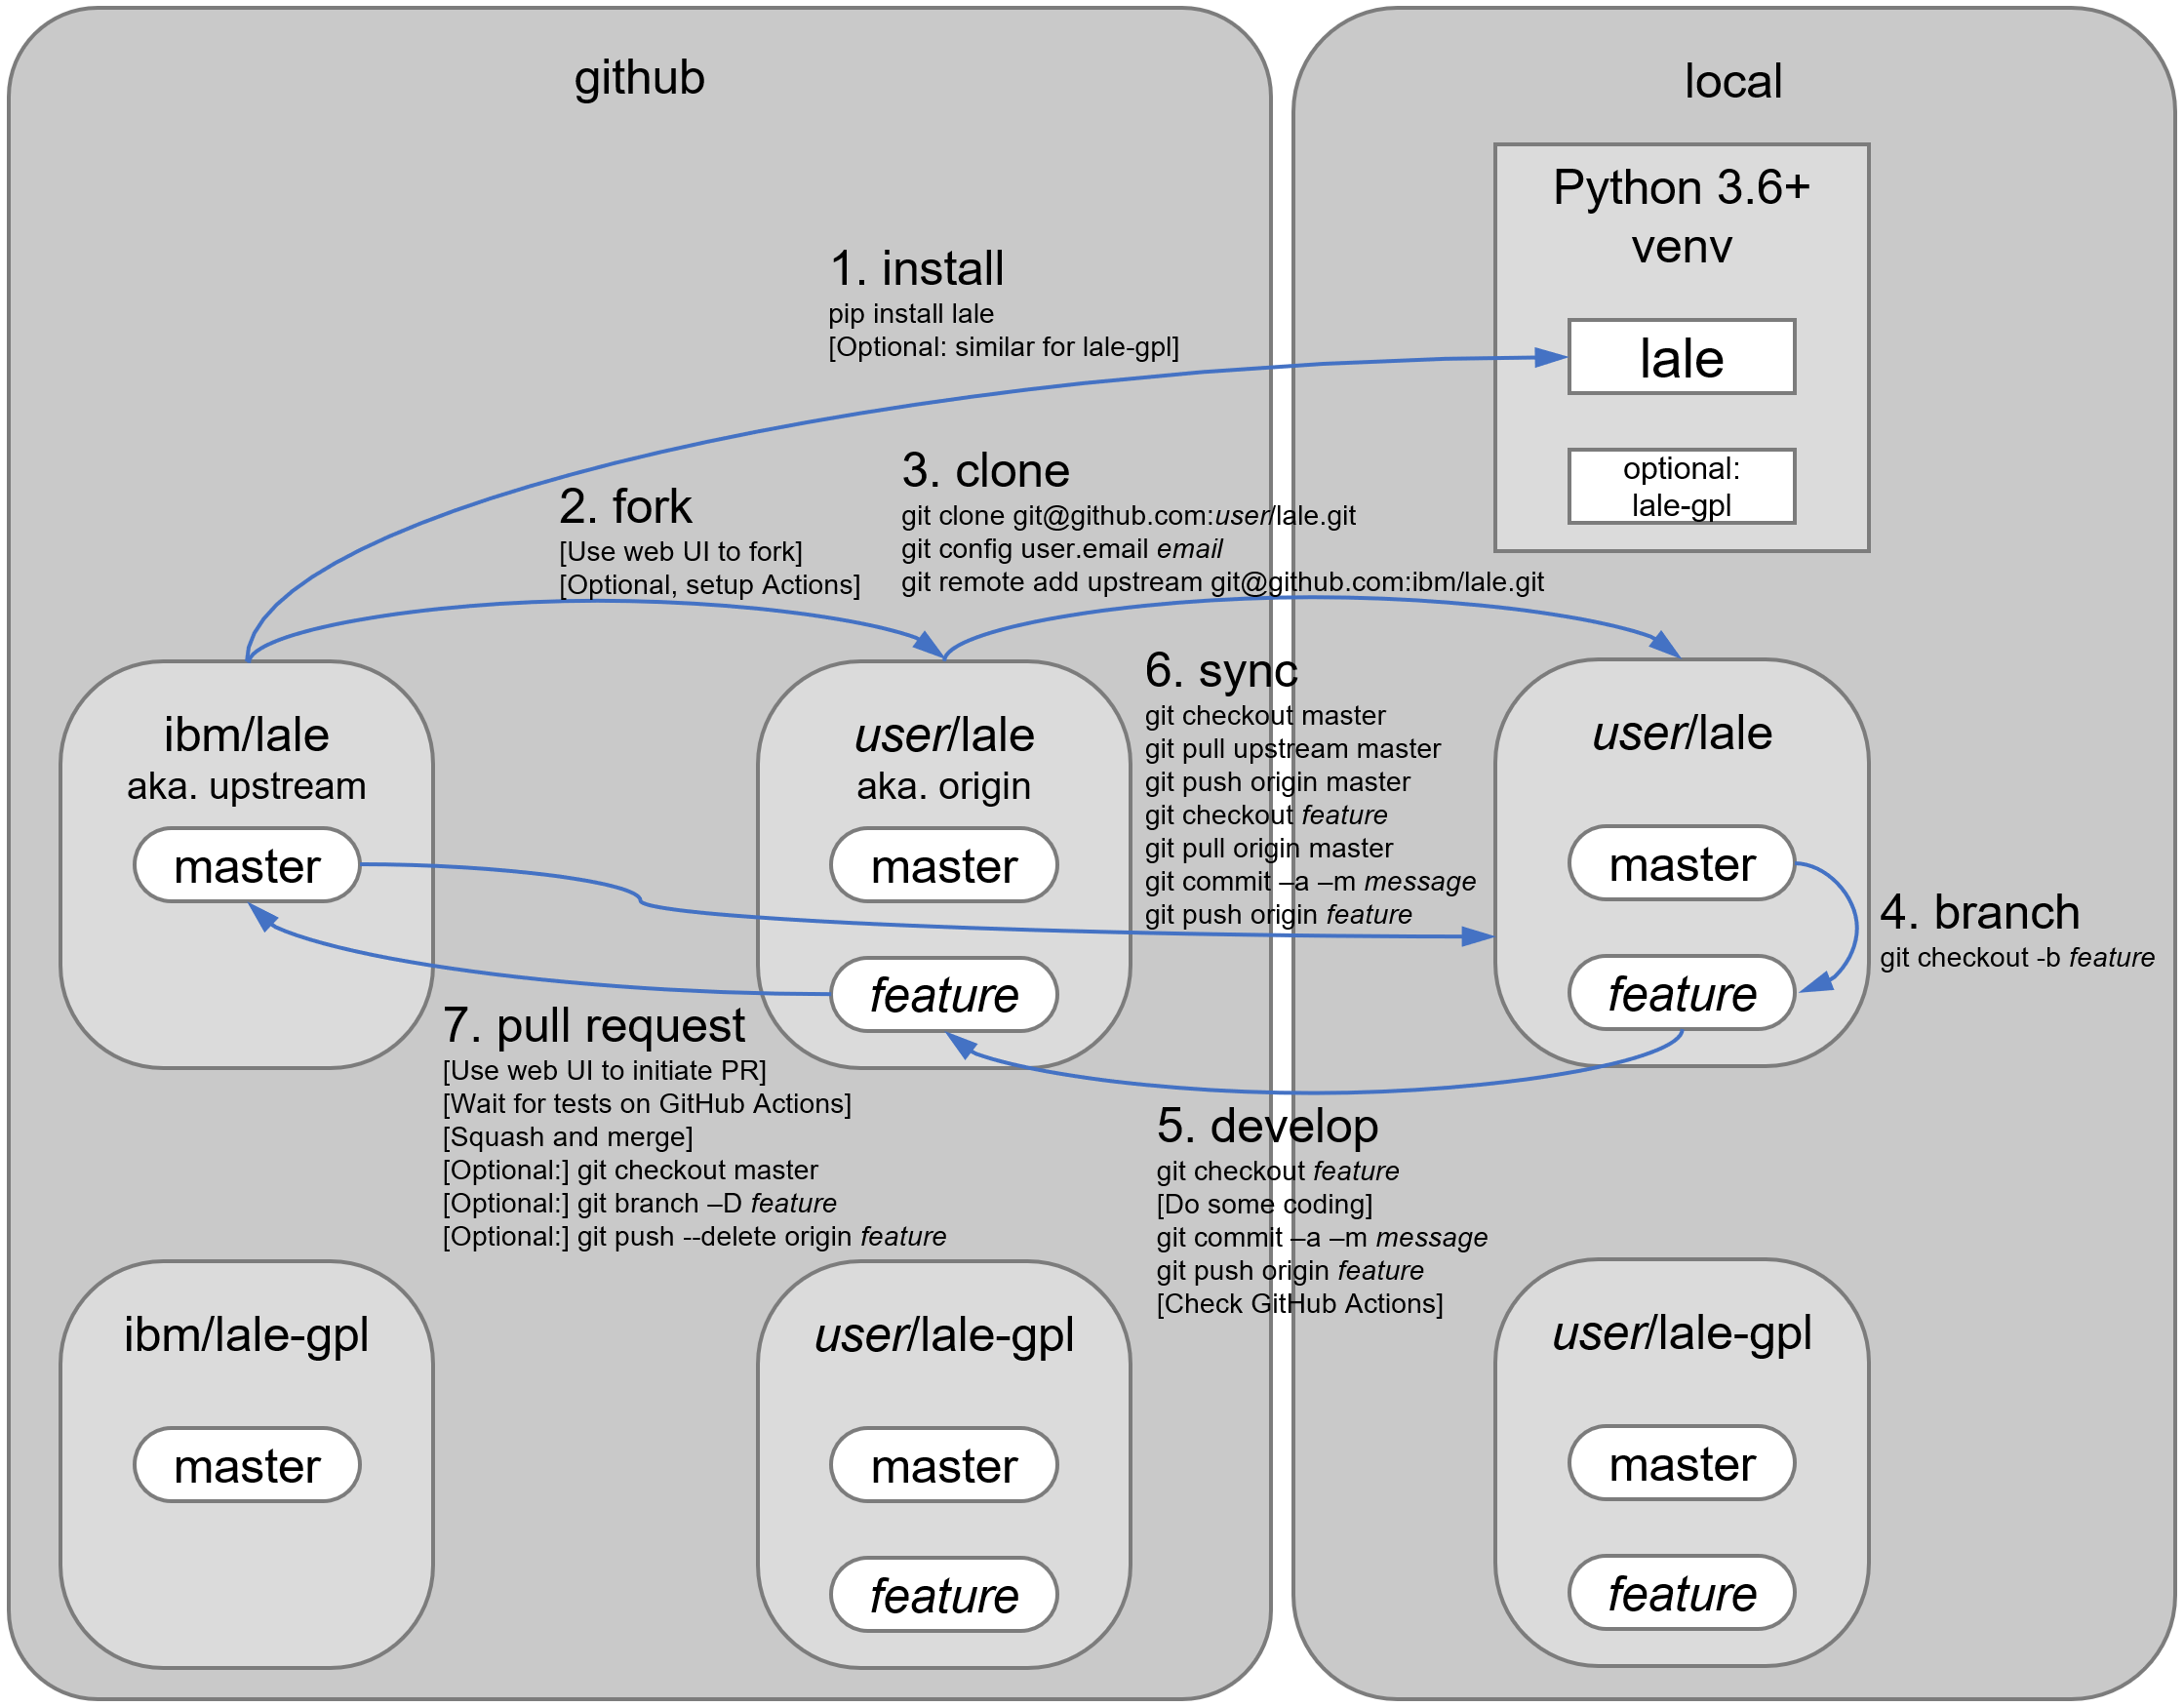 github
local
Python 3.6+
venv
lale
optional:
lale-gpl
1. install
pip install lale
[Optional: similar for lale-gpl]
2. fork
[Use web UI to fork]
[Optional, setup Actions]
3. clone
git clone git@github.com:user/lale.git
git config user.email email
git remote add upstream git@github.com:ibm/lale.git
ibm/lale
aka. upstream
master
user/lale
aka. origin
master
feature
6. sync
git checkout master
git pull upstream master
git push origin master
git checkout feature
git pull origin master
git commit –a –m message
git push origin feature
user/lale
master
feature
4. branch
git checkout -b feature
7. pull request
[Use web UI to initiate PR]
[Wait for tests on GitHub Actions]
[Squash and merge]
[Optional:] git checkout master
[Optional:] git branch –D feature
[Optional:] git push --delete origin feature
5. develop
git checkout feature
[Do some coding]
git commit –a –m message
git push origin feature
[Check GitHub Actions]
ibm/lale-gpl
master
user/lale-gpl
master
feature
user/lale-gpl
master
feature